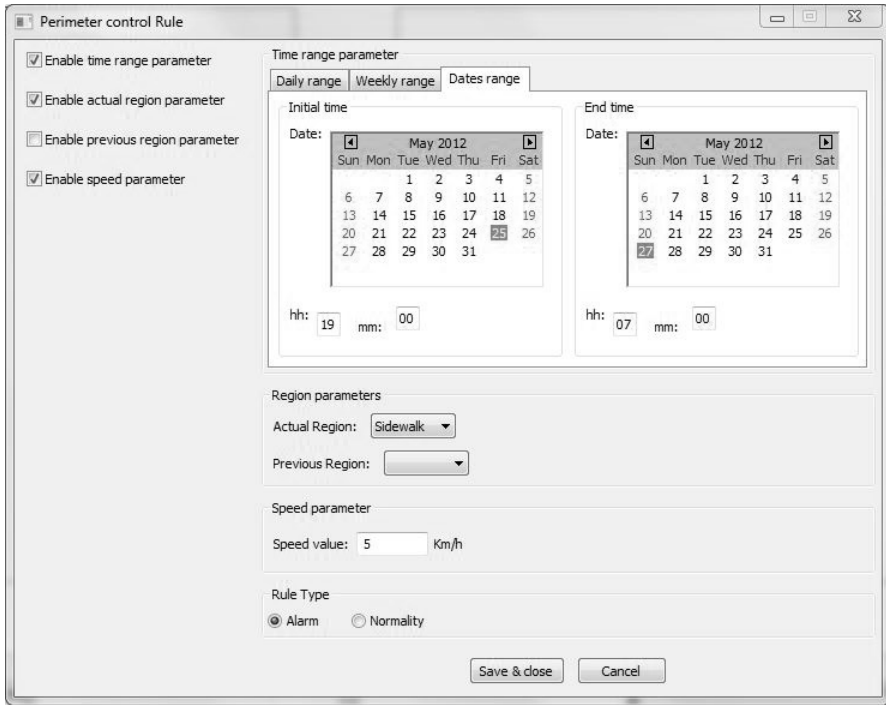 Perimeter control Rule
Enable time range parameter
Enable actual region parameter
Enable previous region parameter
Enable speed parameter
Time range parameter
Daily range Weekly range Dates range
Initial time
Date:
May 2012
Sun Mon Tue Wed Thu Fri Sat
1 2 3 4 5
6 7 8 9 10 11 12
13 14 15 16 17 18 19
20 21 22 23 24 25 26
27 28 29 30 31
hh: 19 mm: 00
End time
Date:
May 2012
Sun Mon Tue Wed Thu Fri Sat
1 2 3 4 5
6 7 8 9 10 11 12
13 14 15 16 17 18 19
20 21 22 23 24 25 26
27 28 29 30 31
hh: 07 mm: 00
Region parameters
Actual Region: Sidewalk
Previous Region:
Speed parameter
Speed value: 5 Km/h
Rule Type
Alarm Normality
Save & close Cancel